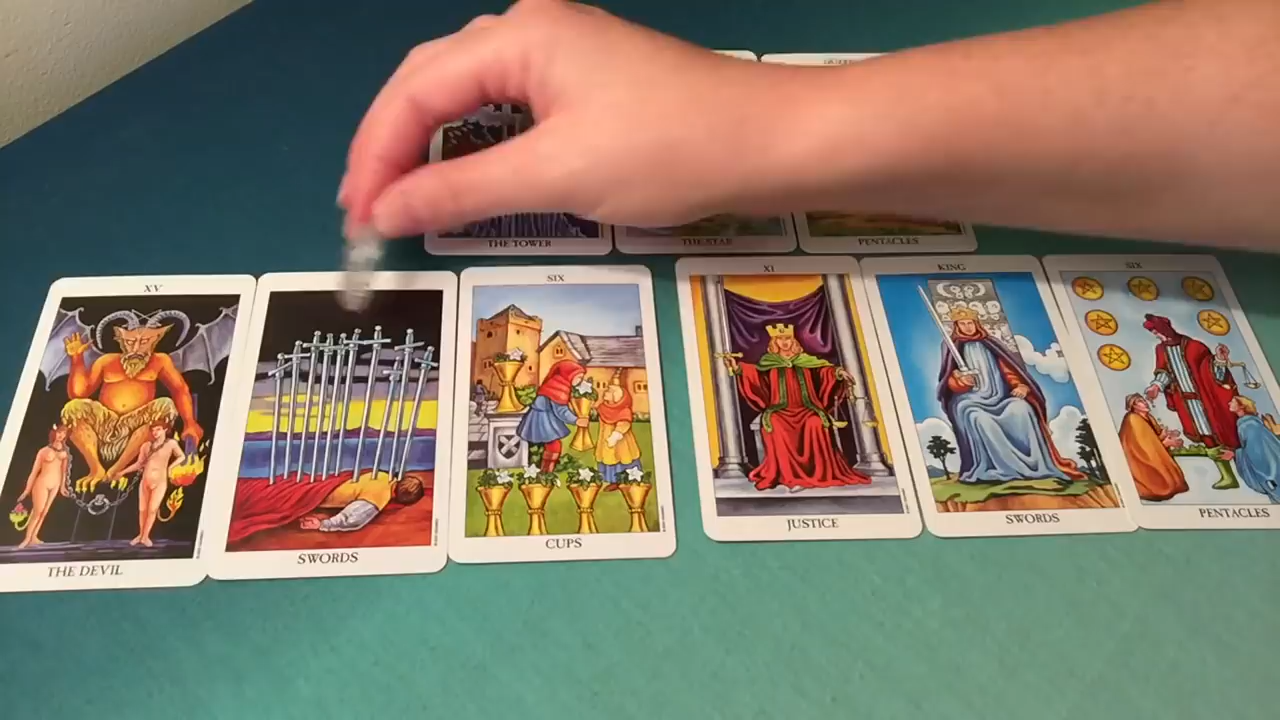 THE TOWER
THE STAR
PENTACLES
XV
THE DEVIL
SWORDS
SIX
CUPS
XI
JUSTICE
KING
SWORDS
SIX
PENTACLES